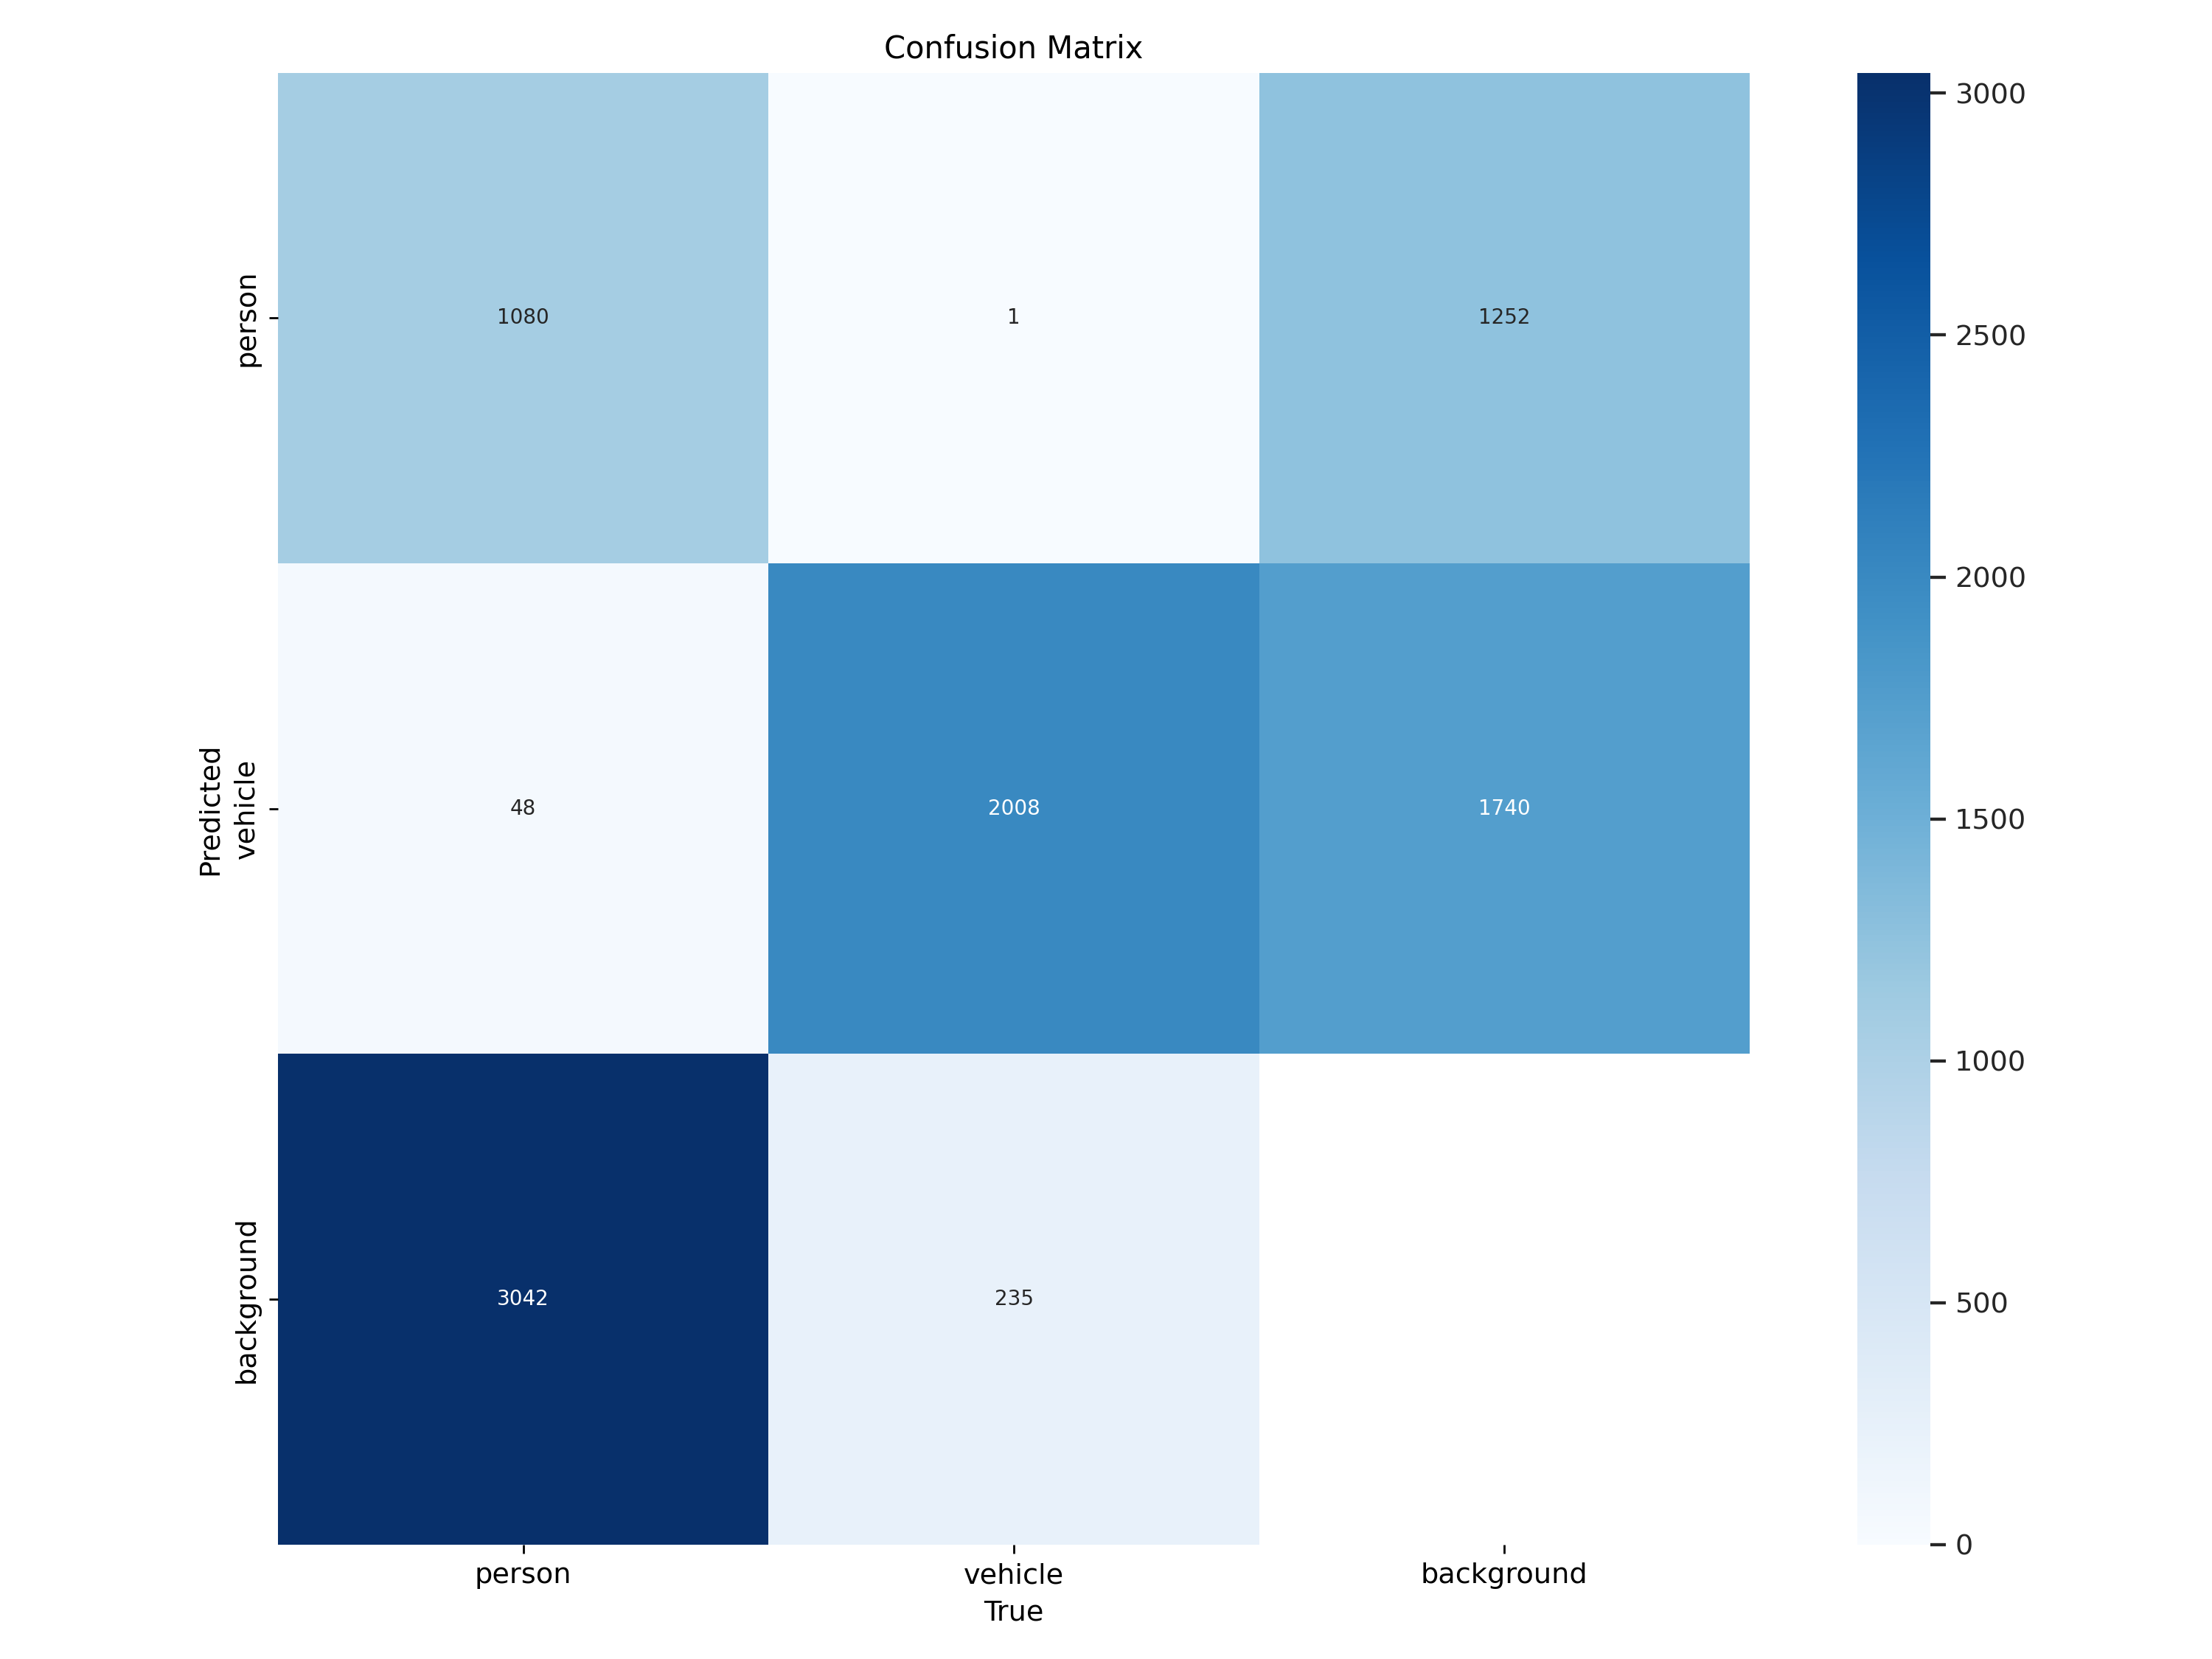 Confusion Matrix
person
1080
1
1252
Predicted
vehicle
48
2008
1740
background
3042
235
person
vehicle
background
True
3000
2500
2000
1500
1000
500
0